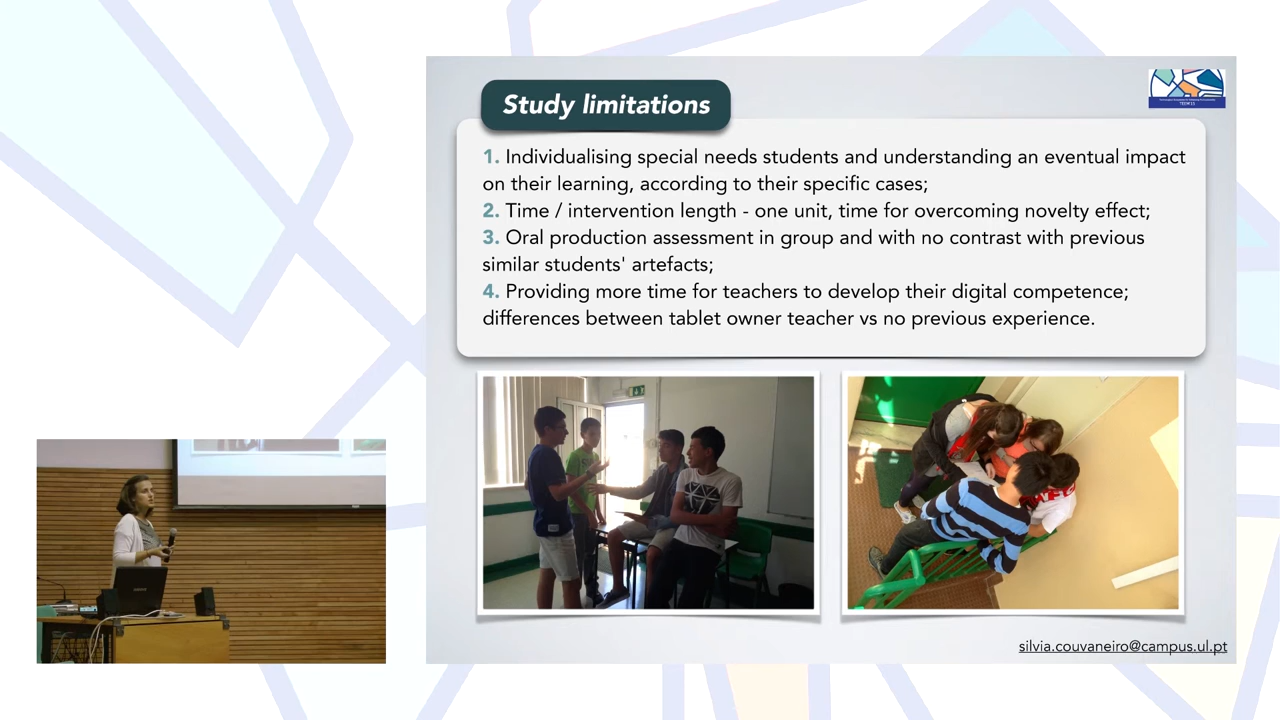 Study limitations
1. Individualising special needs students and understanding an eventual impact
on their learning, according to their specific cases;
2. Time / intervention length - one unit, time for overcoming novelty effect;
3. Oral production assessment in group and with no contrast with previous
similar students' artefacts;
4. Providing more time for teachers to develop their digital competence;
differences between tablet owner teacher vs no previous experience.
silvia.couvaneiro@campus.ul.pt